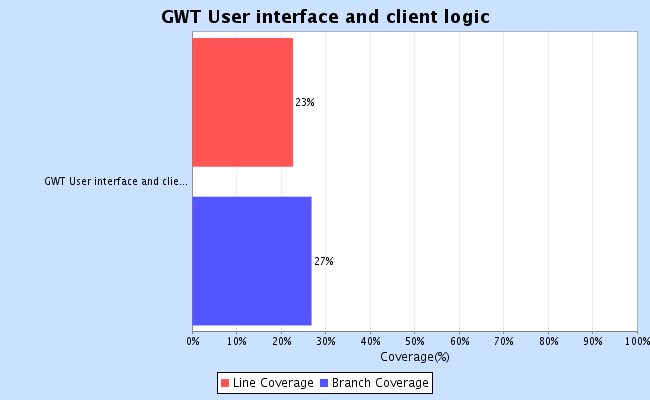 GWT User interface and client logic
23%
GWT User interface and clie...
27%
0% 10% 20% 30% 40% 50% 60% 70% 80% 90% 100%
Coverage(%)
Line Coverage Branch Coverage